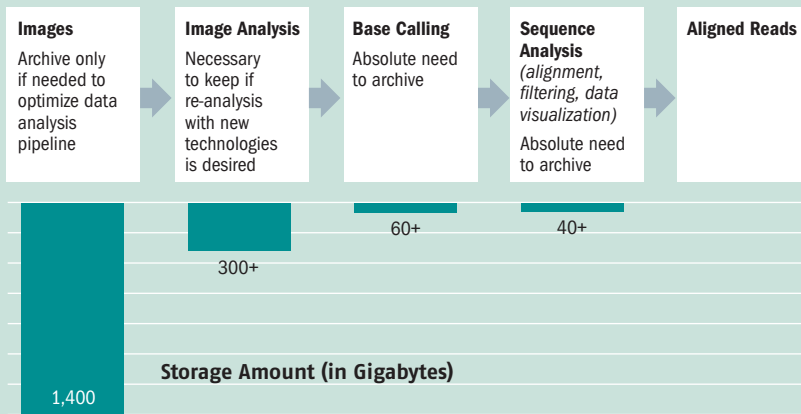 Images
Archive only
if needed to
optimize data
analysis
pipeline
Image Analysis
Necessary
to keep if
re-analysis
with new
technologies
is desired
Base Calling
Absolute need
to archive
Sequence
Analysis
(alignment,
filtering, data
visualization)
Absolute need
to archive
Aligned Reads
60+
40+
300+
Storage Amount (in Gigabytes)
1,400